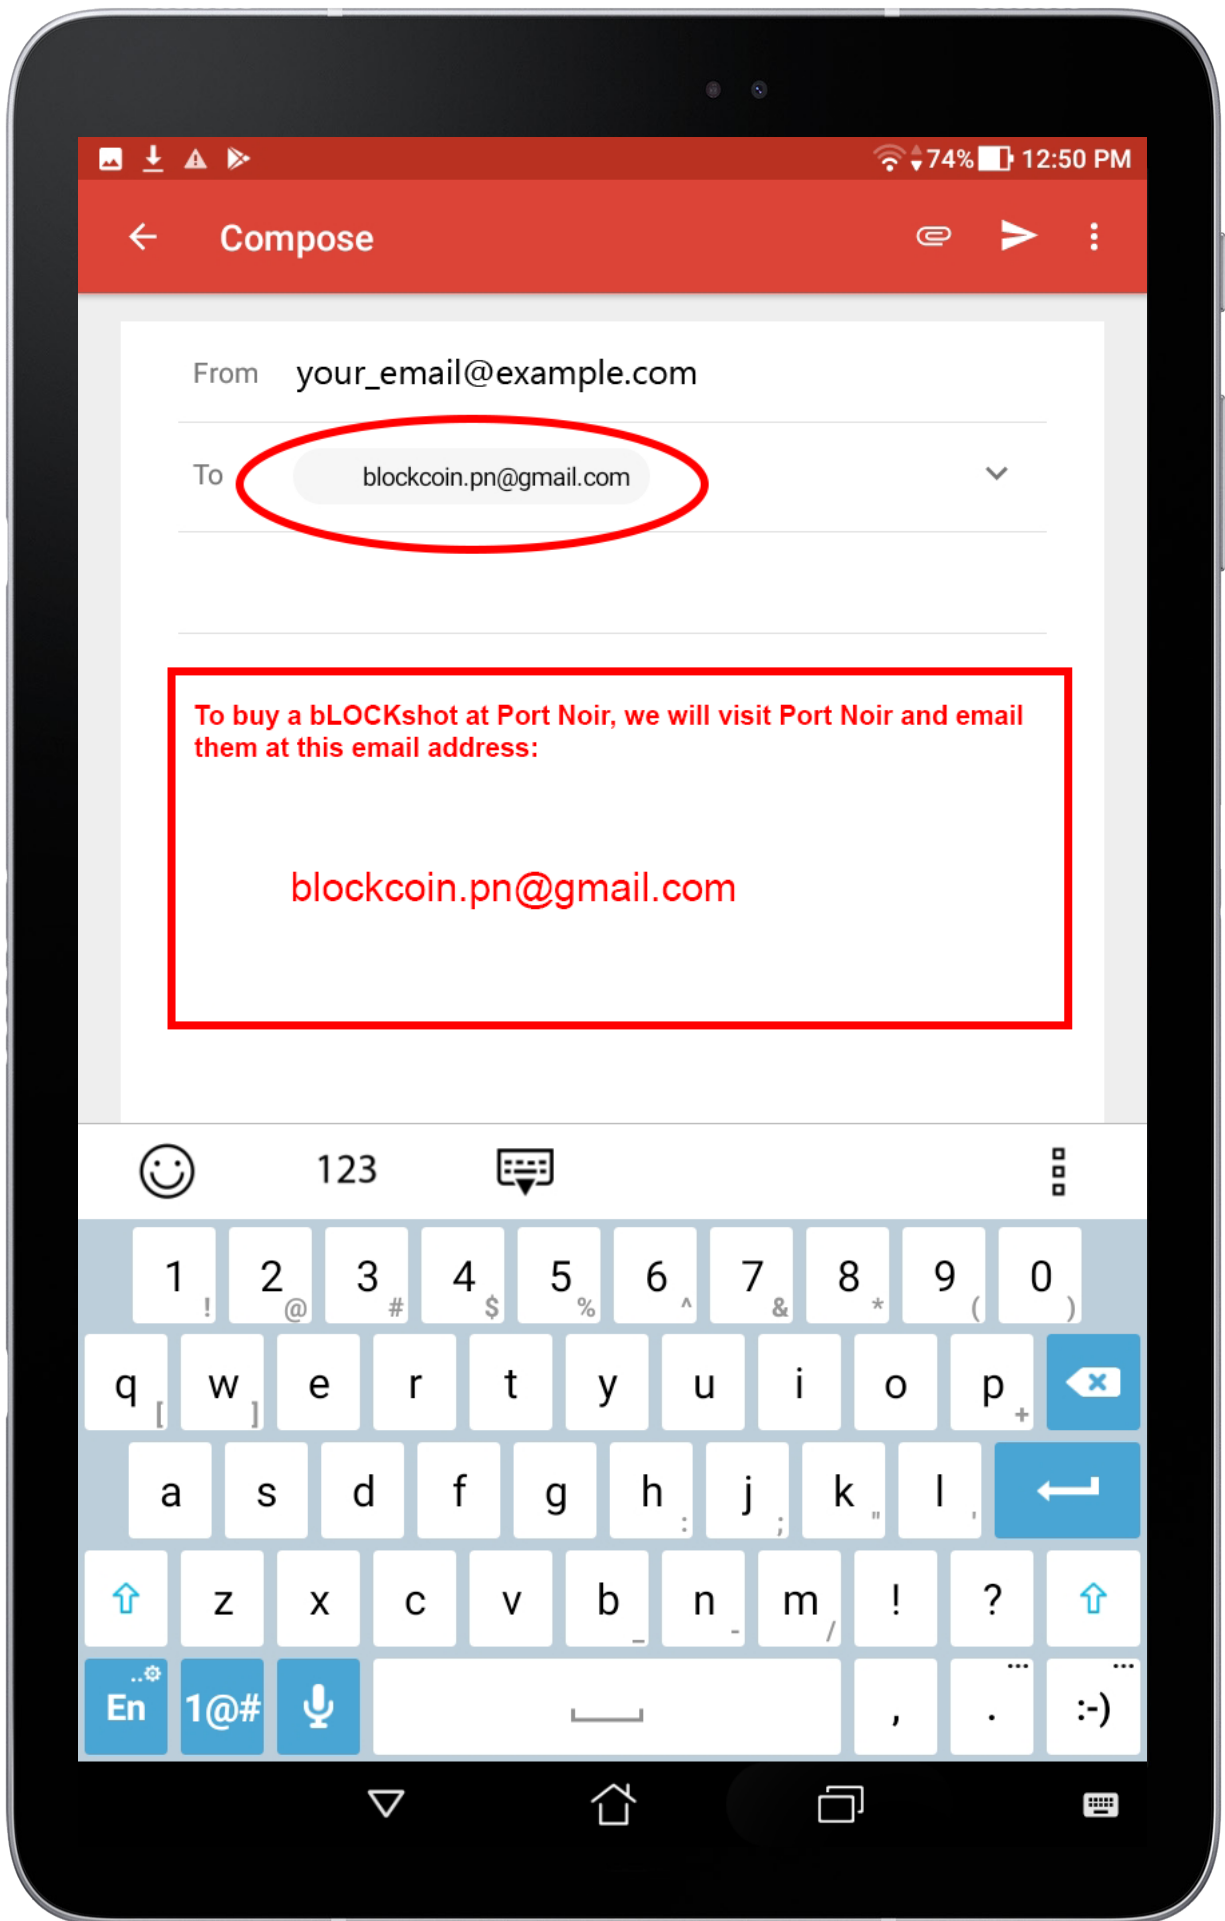 74% 12:50 PM
Compose
From your_email@example.com
To blockcoin.pn@gmail.com
To buy a bLOCKshot at Port Noir, we will visit Port Noir and email
them at this email address:
blockcoin.pn@gmail.com
123
1 ! 2 @ 3 # 4 $ 5 % 6 ^ 7 & 8 * 9 ( 0 )
q [ w ] e r t y u i o p +
a s d f g h : j ; k " l '
z x c v b _ n - m / ! ?
En 1@# , . :-)